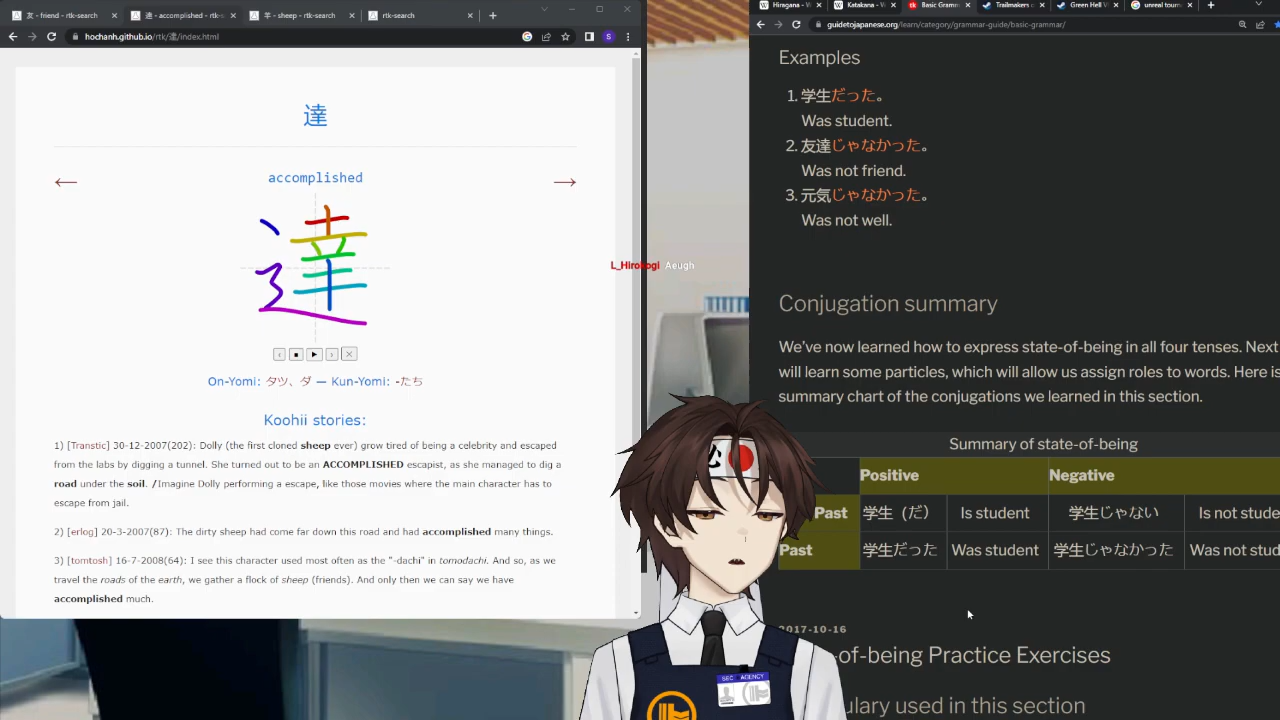 友 - friend - rtk-search
達 - accomplished - rtk-s
羊 - sheep - rtk-search
rtk-search
hochanh.github.io/rtk/達/index.html
達
accomplished
On-Yomi: タツ、ダ — Kun-Yomi: -たち
Koohii stories:
1) [Transtic] 30-12-2007(202): Dolly (the first cloned sheep ever) grow tired of being a celebrity and escaped
from the labs by digging a tunnel. She turned out to be an ACCOMPLISHED escapist, as she managed to dig a
road under the soil. /Imagine Dolly performing a escape, like those movies where the main character has to
escape from jail.
2) [erlog] 20-3-2007(87): The dirty sheep had come far down this road and had accomplished many things.
3) [tomtosh] 16-7-2008(64): I see this character used most often as the "-dachi" in tomodachi. And so, as we
travel the roads of the earth, we gather a flock of sheep (friends). And only then we can say we have
accomplished much.
L_Hirokogi Aeugh
Hiragana - W
Katakana - W
Basic Gramm
Trailmakers o
Green Hell V
unreal tourn
guidetojapanese.org/learn/category/grammar-guide/basic-grammar/
Examples
1. 学生だった。
Was student.
2. 友達じゃなかった。
Was not friend.
3. 元気じゃなかった。
Was not well.
Conjugation summary
We've now learned how to express state-of-being in all four tenses. Next
will learn some particles, which will allow us assign roles to words. Here is
summary chart of the conjugations we learned in this section.
Summary of state-of-being
Positive Negative
Past 学生（だ） Is student 学生じゃない Is not stude
Past 学生だった Was student 学生じゃなかった Was not stud
2017-10-16
-of-being Practice Exercises
ulary used in this section
SEC AGENCY